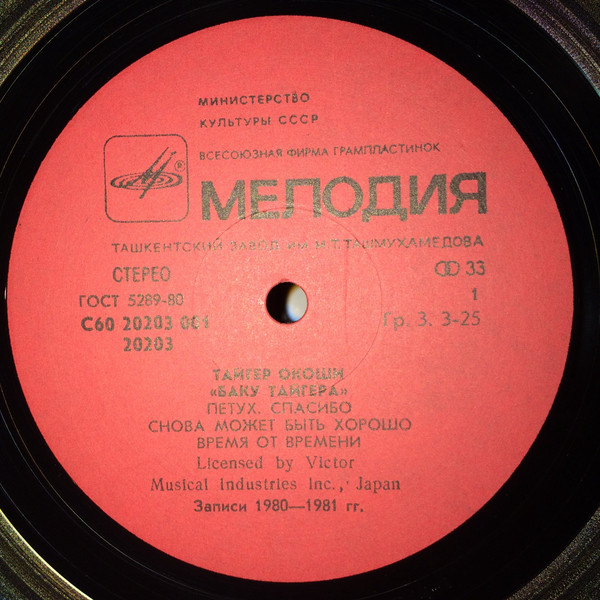 МИНИСТЕРСТВО
КУЛЬТУРЫ СССР
ВСЕСОЮЗНАЯ ФИРМА ГРАМПЛАСТИНОК
®
МЕЛОДИЯ
ТАШКЕНТСКИЙ ЗАВОД ИМ. М.Т. ТАШМУХАМЕДОВА
СТЕРЕО
33
ГОСТ 5289-80
1
С60 20203 001
Гр. 3. 3-25
20203
ТАЙГЕР ОКОШИ
«БАКУ ТАЙГЕРА»
ПЕТУХ. СПАСИБО
СНОВА МОЖЕТ БЫТЬ ХОРОШО
ВРЕМЯ ОТ ВРЕМЕНИ
Licensed by Victor
Musical Industries Inc., Japan
Записи 1980—1981 гг.